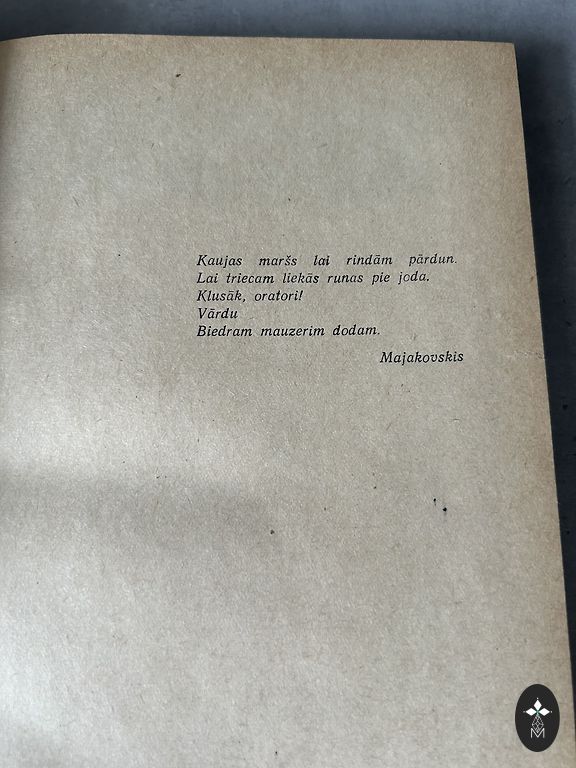 Kaujas maršs lai rindām pārdun.
Lai triecam liekās runas pie joda.
Klusāk, oratori!
Vārdu
Biedram mauzerim dodam.
Majakovskis
M